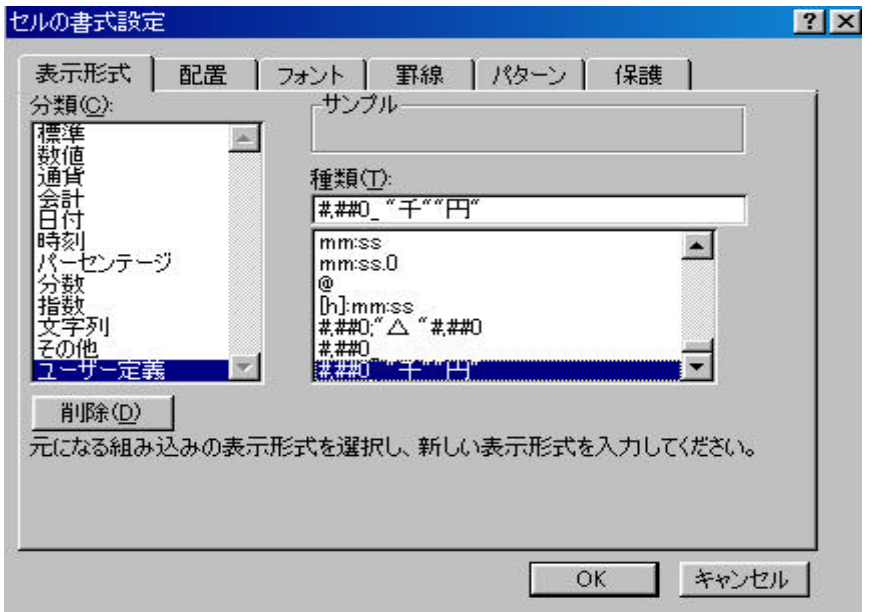 セルの書式設定
表示形式 配置 フォント 罫線 パターン 保護
分類(C):
標準
数値
通貨
会計
日付
時刻
パーセンテージ
分数
指数
文字列
その他
ユーザー定義
サンプル
種類(T):
#,##0_ "千""円"
mm:ss
mm:ss.0
@
[h]:mm:ss
#,##0;"△ "#,##0
#,##0_
#,##0_ "千""円"
削除(D)
元になる組み込みの表示形式を選択し、新しい表示形式を入力してください。
OK キャンセル